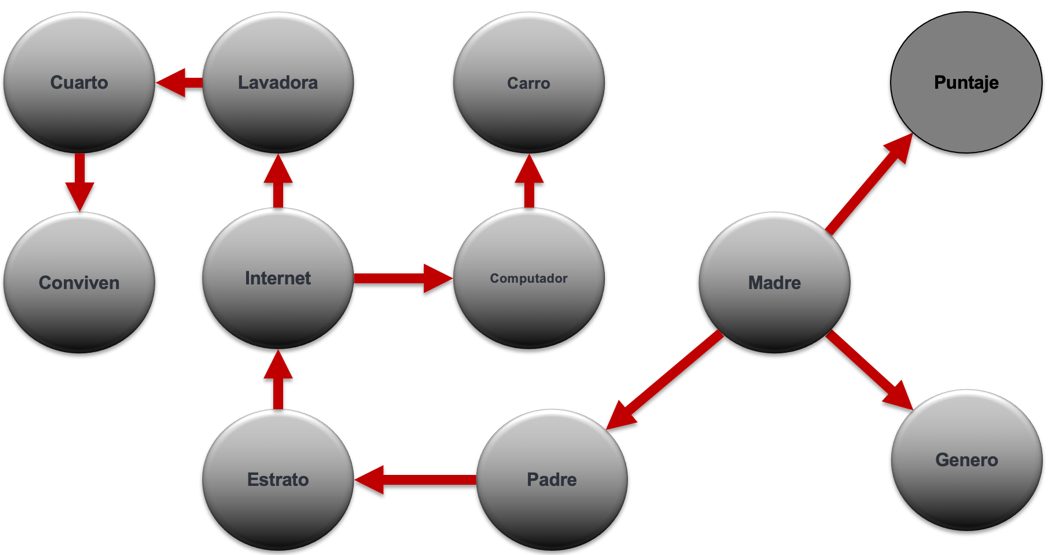 Cuarto
Lavadora
Carro
Puntaje
Conviven
Internet
Computador
Madre
Estrato
Padre
Genero